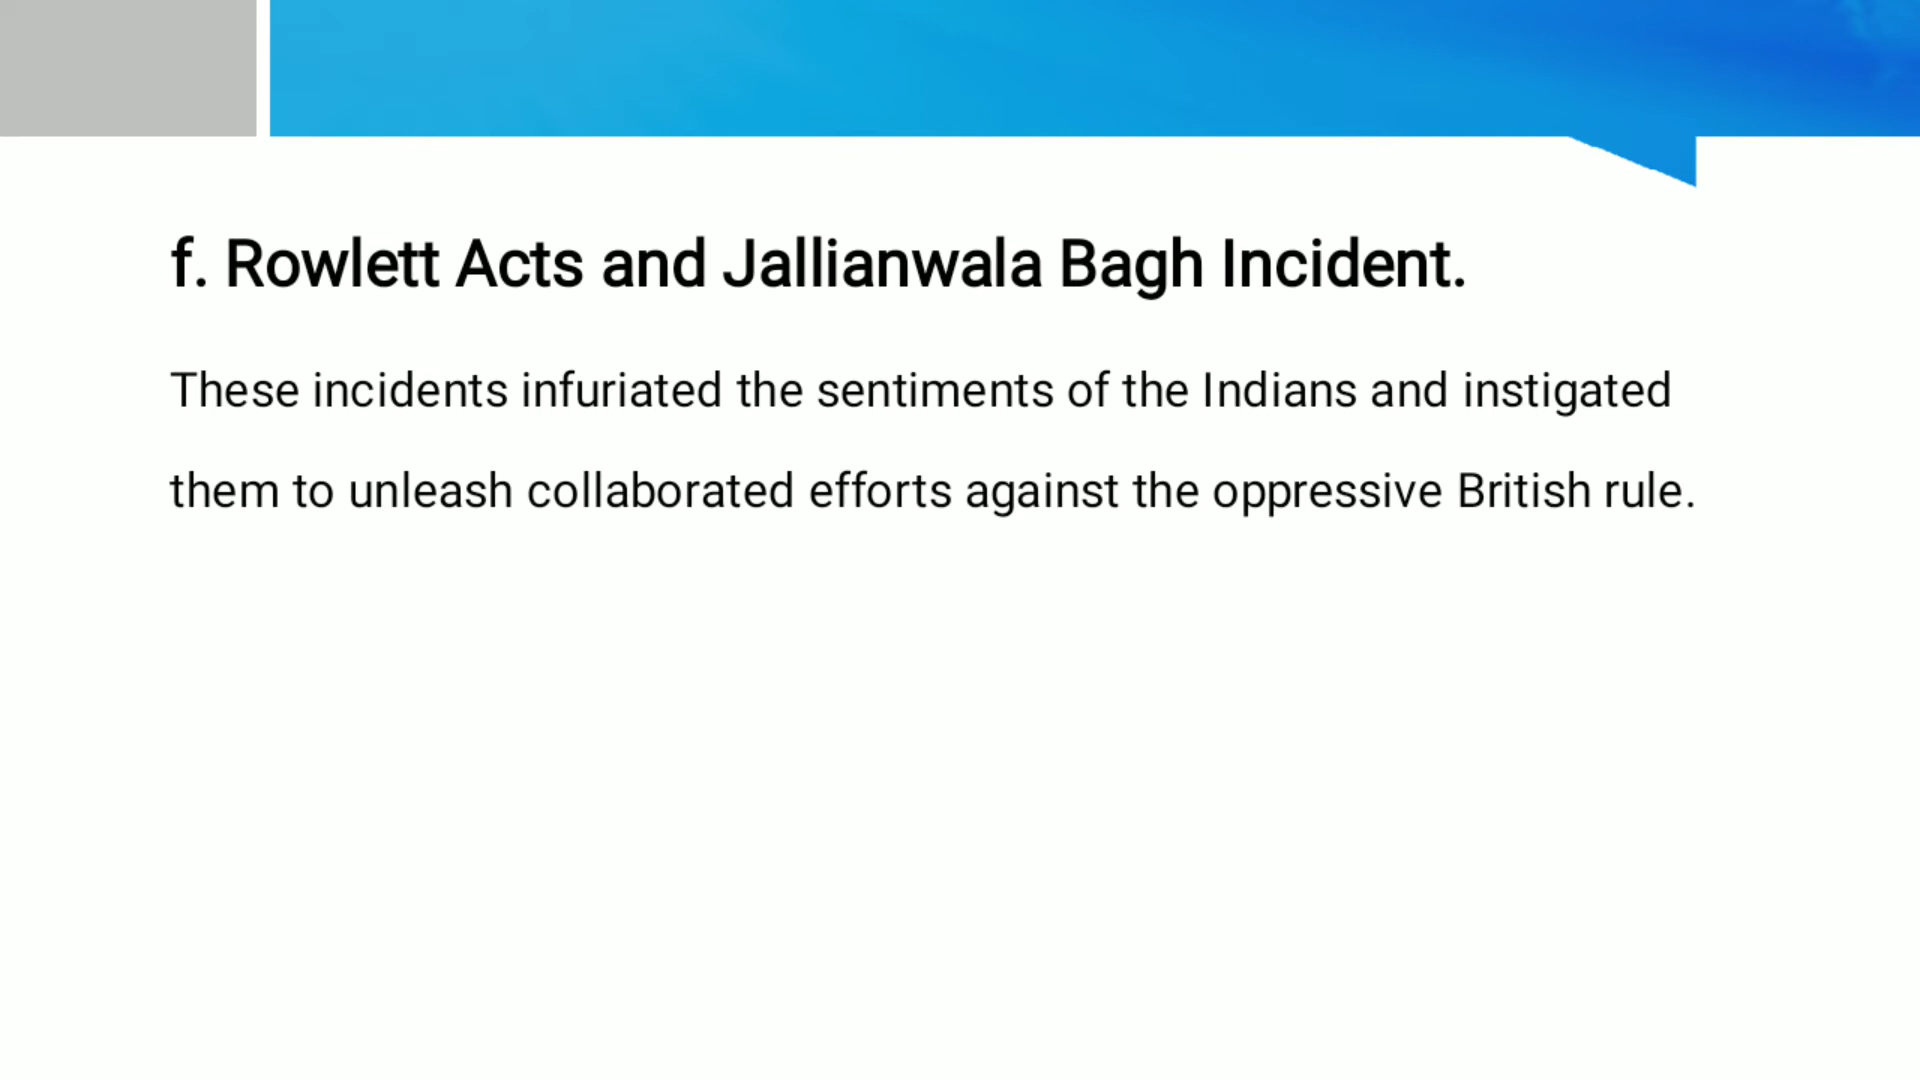 f. Rowlett Acts and Jallianwala Bagh Incident.
These incidents infuriated the sentiments of the Indians and instigated
them to unleash collaborated efforts against the oppressive British rule.